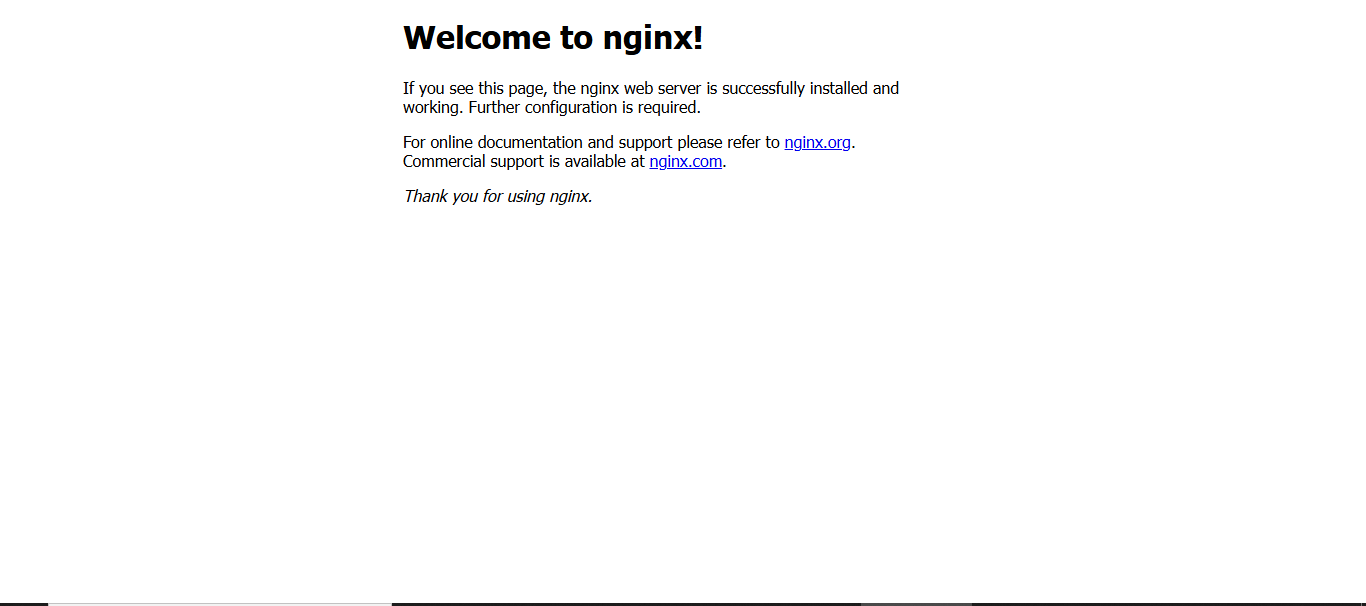 Welcome to nginx!
If you see this page, the nginx web server is successfully installed and
working. Further configuration is required.
For online documentation and support please refer to nginx.org.
Commercial support is available at nginx.com.
Thank you for using nginx.